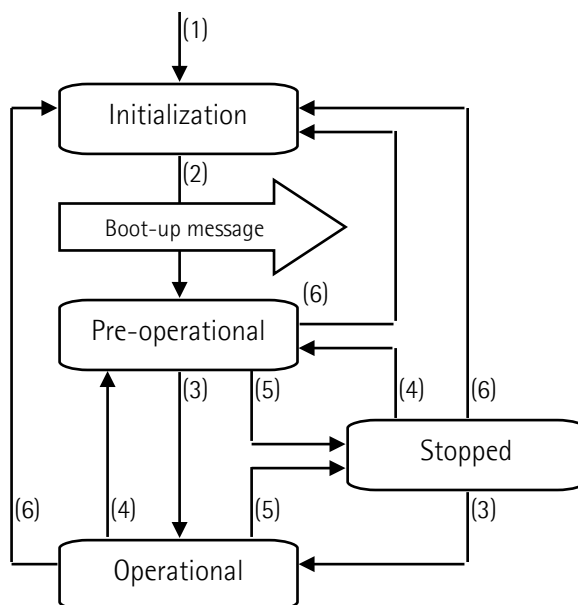 (1)
Initialization
(2)
Boot-up message
(6)
Pre-operational
(3)
(5)
(4)
(6)
Stopped
(6)
(4)
(5)
(3)
Operational